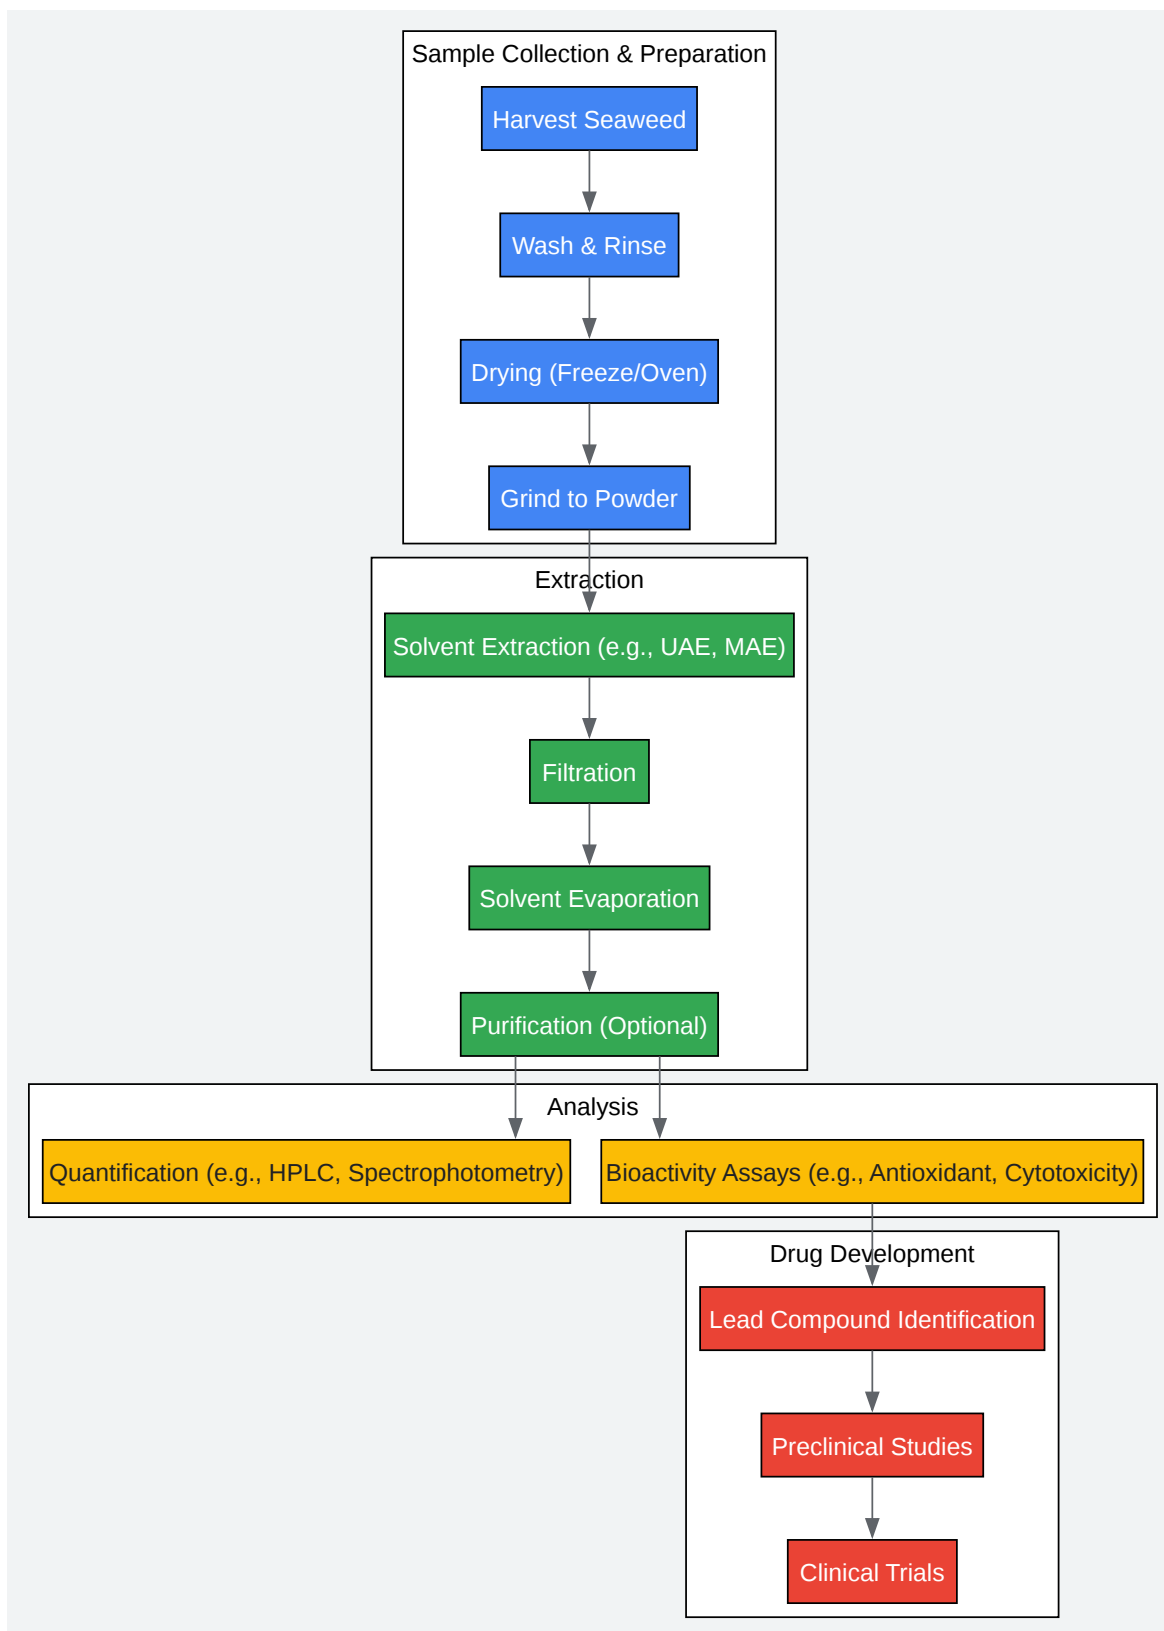 Sample Collection & Preparation
Harvest Seaweed
Wash & Rinse
Drying (Freeze/Oven)
Grind to Powder
Extraction
Solvent Extraction (e.g., UAE, MAE)
Filtration
Solvent Evaporation
Purification (Optional)
Analysis
Quantification (e.g., HPLC, Spectrophotometry)
Bioactivity Assays (e.g., Antioxidant, Cytotoxicity)
Drug Development
Lead Compound Identification
Preclinical Studies
Clinical Trials